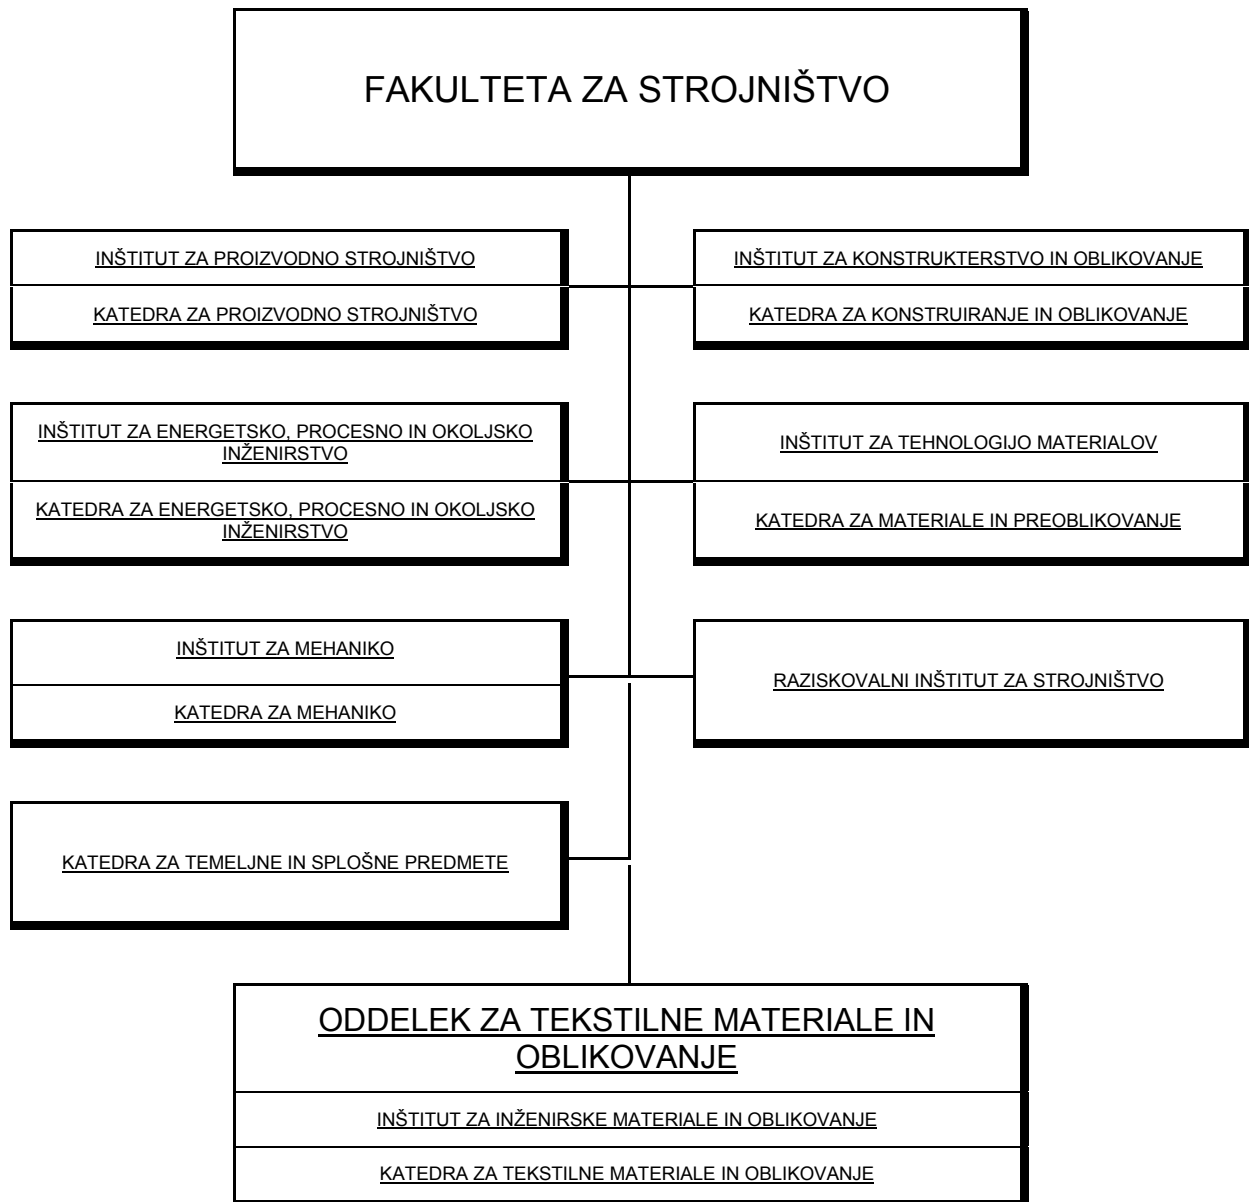 FAKULTETA ZA STROJNIŠTVO
INŠTITUT ZA PROIZVODNO STROJNIŠTVO
KATEDRA ZA PROIZVODNO STROJNIŠTVO
INŠTITUT ZA KONSTRUKTERSTVO IN OBLIKOVANJE
KATEDRA ZA KONSTRUIRANJE IN OBLIKOVANJE
INŠTITUT ZA ENERGETSKO, PROCESNO IN OKOLJSKO
INŽENIRSTVO
KATEDRA ZA ENERGETSKO, PROCESNO IN OKOLJSKO
INŽENIRSTVO
INŠTITUT ZA TEHNOLOGIJO MATERIALOV
KATEDRA ZA MATERIALE IN PREOBLIKOVANJE
INŠTITUT ZA MEHANIKO
KATEDRA ZA MEHANIKO
RAZISKOVALNI INŠTITUT ZA STROJNIŠTVO
KATEDRA ZA TEMELJNE IN SPLOŠNE PREDMETE
ODDELEK ZA TEKSTILNE MATERIALE IN
OBLIKOVANJE
INŠTITUT ZA INŽENIRSKE MATERIALE IN OBLIKOVANJE
KATEDRA ZA TEKSTILNE MATERIALE IN OBLIKOVANJE